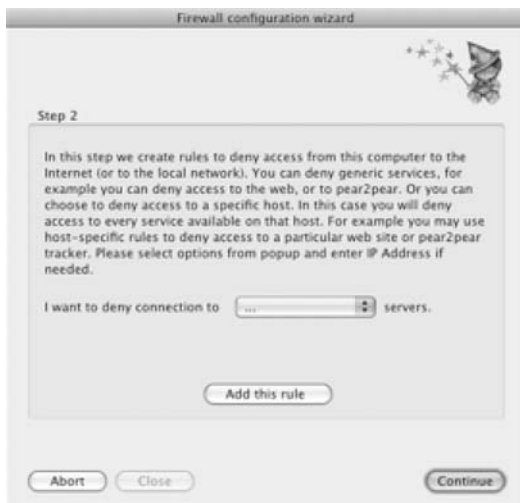 Firewall configuration wizard
Step 2
In this step we create rules to deny access from this computer to the
Internet (or to the local network). You can deny generic services, for
example you can deny access to the web, or to pear2pear. Or you can
choose to deny access to a specific host. In this case you will deny
access to every service available on that host. For example you may use
host-specific rules to deny access to a particular web site or pear2pear
tracker. Please select options from popup and enter IP Address if
needed.
I want to deny connection to ... servers.
Add this rule
Abort Close Continue